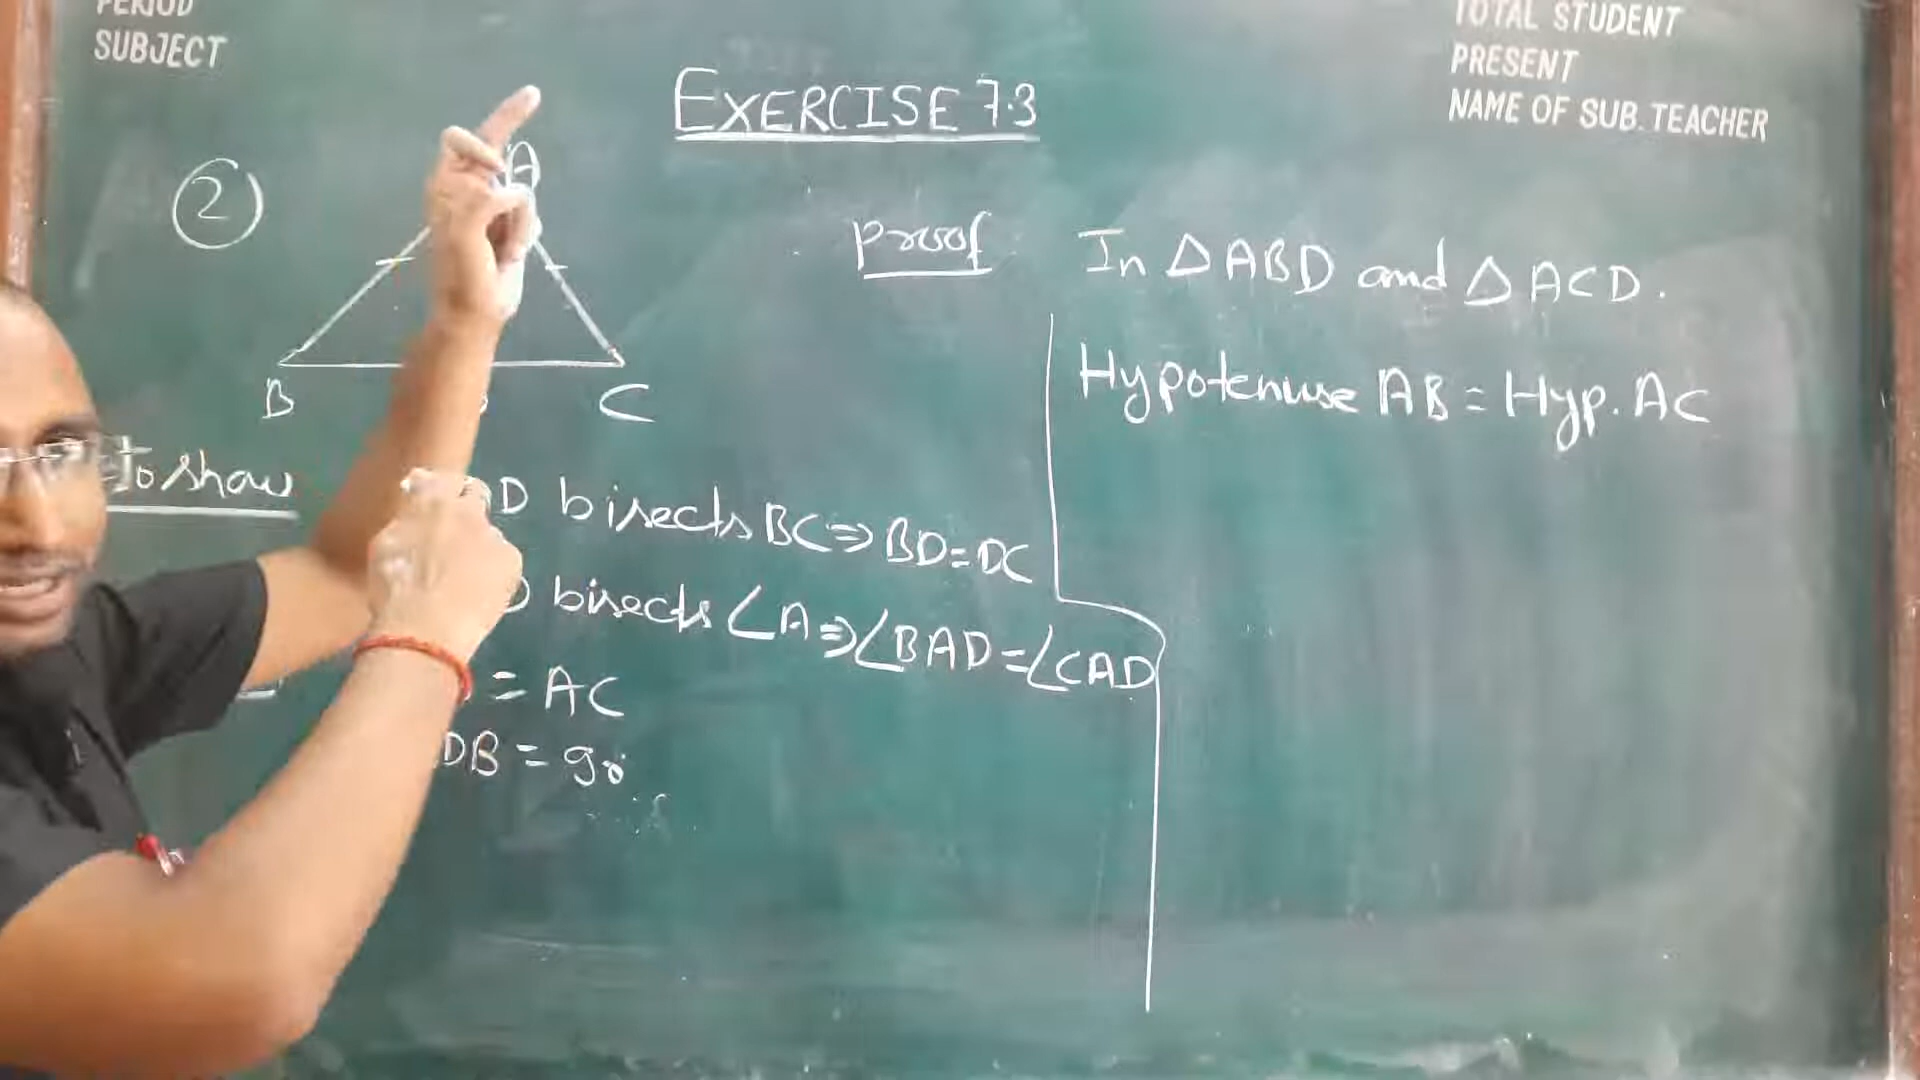 PERIOD
SUBJECT
TOTAL STUDENT
PRESENT
NAME OF SUB. TEACHER
EXERCISE 7.3
2
A
B
C
To show
D bisects BC ⇒ BD = DC
bisects ∠A ⇒ ∠BAD = ∠CAD
= AC
DB = 90
Proof
In △ABD and △ACD.
Hypotenuse AB = Hyp. AC